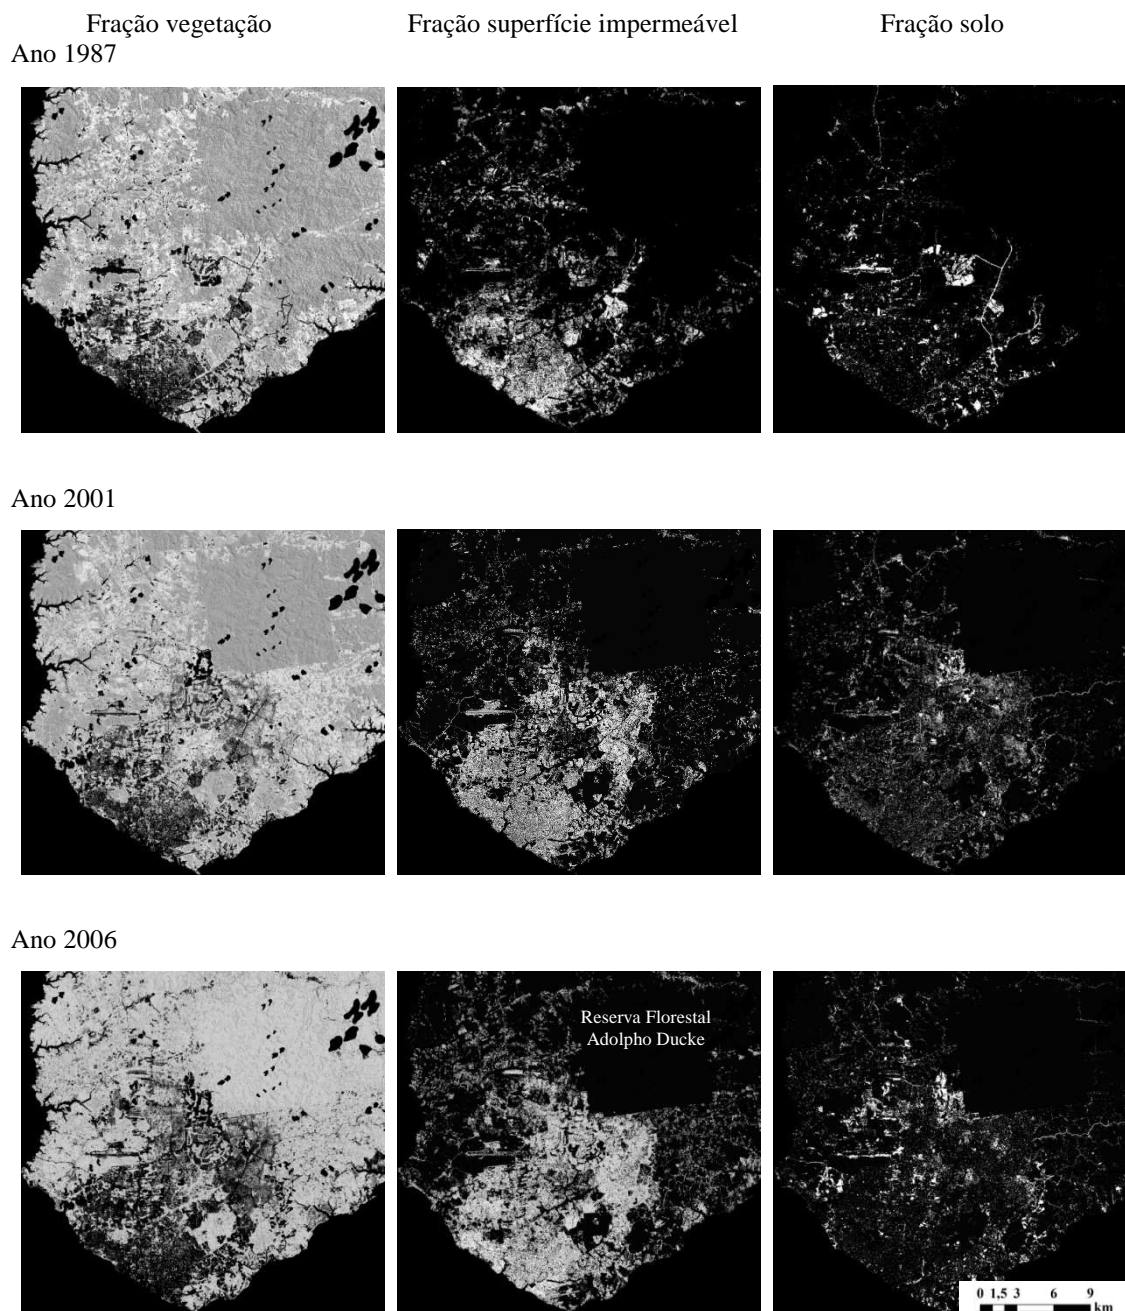 Fração vegetação Fração superfície impermeável Fração solo
Ano 1987
Ano 2001
Ano 2006
Reserva Florestal
Adolpho Ducke
0 1,5 3 6 9
km